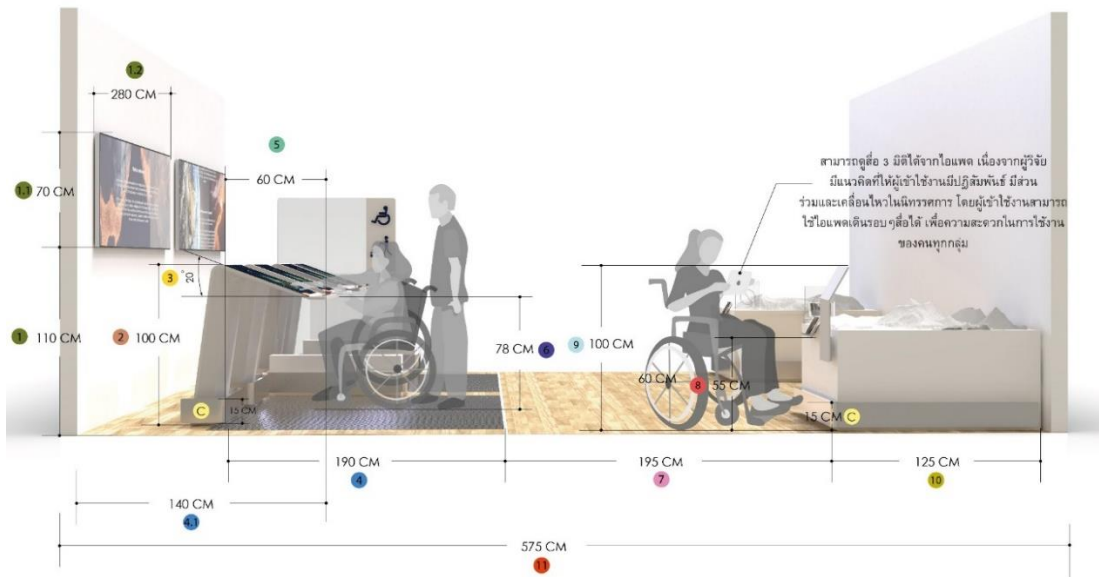 1.2
280 CM
5
60 CM
1.1 70 CM
สามารถดูสื่อ 3 มิติได้จากไอแพด เนื่องจากผู้วิจัย
มีแนวคิดที่ให้ผู้เข้าใช้งานมีปฏิสัมพันธ์ มีส่วน
ร่วมและเคลื่อนไหวในนิทรรศการ โดยผู้เข้าใช้งานสามารถ
ใช้ไอแพดเดินรอบๆสื่อได้ เพื่อความสะดวกในการใช้งาน
ของคนทุกกลุ่ม
3 20°
1 110 CM
2 100 CM
78 CM 6
9 100 CM
60 CM 8 55 CM
C 15 CM
15 CM C
190 CM
4
195 CM
7
125 CM
10
140 CM
4.1
575 CM
11